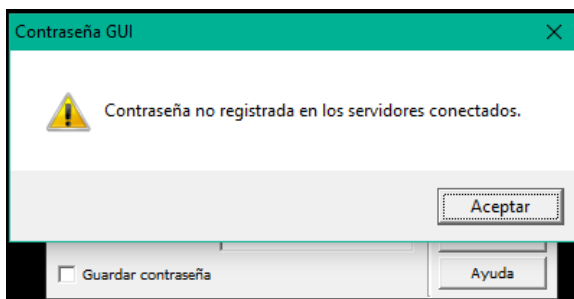 Contraseña GUI
Contraseña no registrada en los servidores conectados.
Aceptar
Guardar contraseña
Ayuda